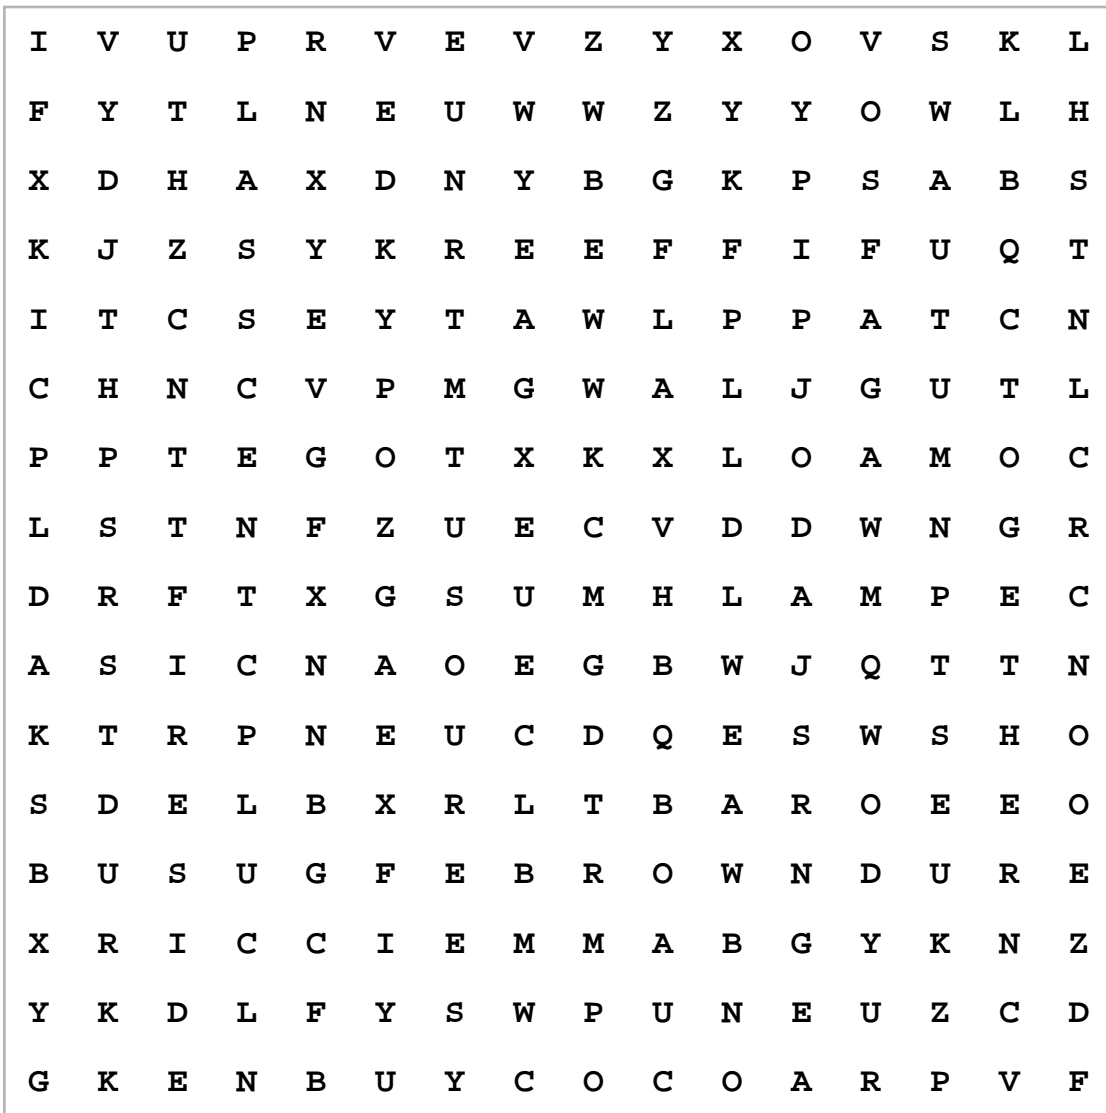 I V U P R V E V Z Y X O V S K L
F Y T L N E U W W Z Y Y O W L H
X D H A X D N Y B G K P S A B S
K J Z S Y K R E E F F I F U Q T
I T C S E Y T A W L P P A T C N
C H N C V P M G W A L J G U T L
P P T E G O T X K X L O A M O C
L S T N F Z U E C V D D W N G R
D R F T X G S U M H L A M P E C
A S I C N A O E G B W J Q T T N
K T R P N E U C D Q E S W S H O
S D E L B X R L T B A R O E E O
B U S U G F E B R O W N D U R E
X R I C C I E M M A B G Y K N Z
Y K D L F Y S W P U N E U Z C D
G K E N B U Y C O C O A R P V F